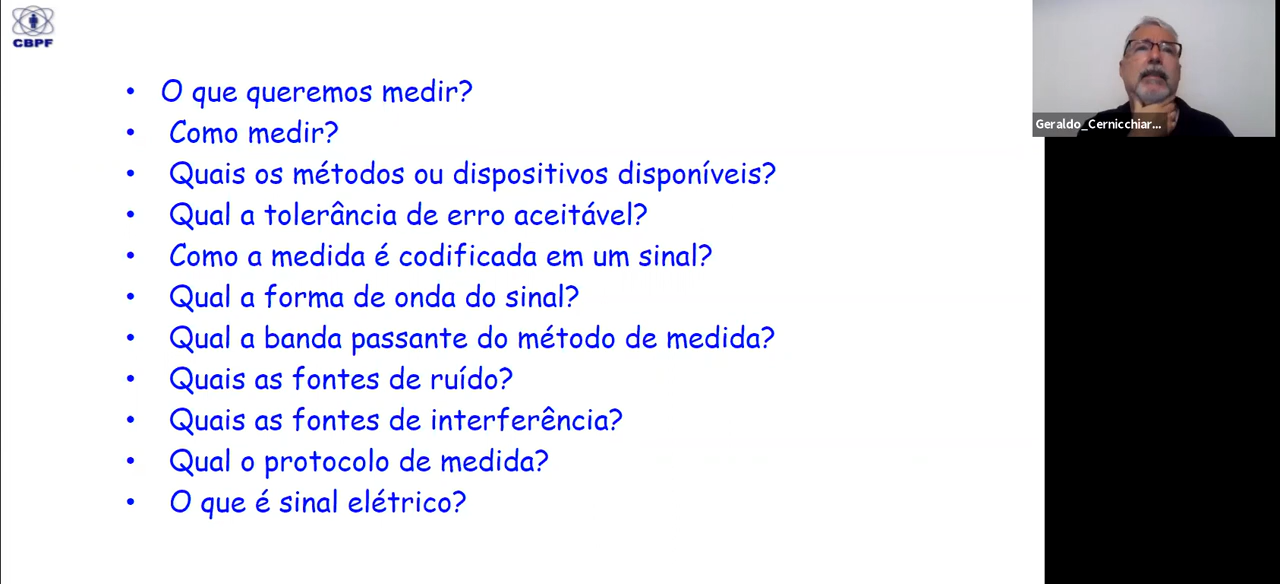 CBPF
• O que queremos medir?
• Como medir?
• Quais os métodos ou dispositivos disponíveis?
• Qual a tolerância de erro aceitável?
• Como a medida é codificada em um sinal?
• Qual a forma de onda do sinal?
• Qual a banda passante do método de medida?
• Quais as fontes de ruído?
• Quais as fontes de interferência?
• Qual o protocolo de medida?
• O que é sinal elétrico?
Geraldo_Cernicchiar...